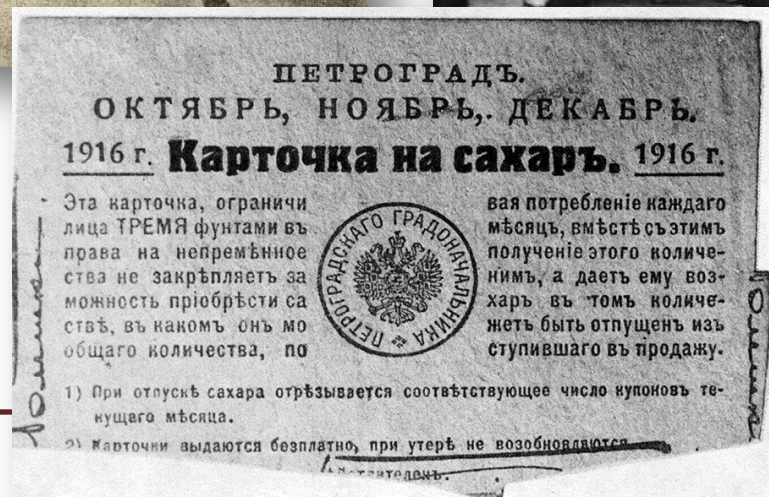 ПЕТРОГРАДЪ.
ОКТЯБРЬ, НОЯБРЬ,. ДЕКАБРЬ.
1916 г. Карточка на сахаръ. 1916 г.
Эта карточка, ограничи вая потребленіе каждаго
лица ТРЕМЯ фунтами въ мѣсяцъ, вмѣстѣ съ этимъ
права на непремѣнное полученіе этого количе-
ства не закрѣпляетъ за нимъ, а даетъ ему воз-
можность пріобрѣсти са харъ въ томъ количе-
ствѣ, въ какомъ онъ мо жетъ быть отпущенъ изъ
общаго количества, по ступившаго въ продажу.
ПЕТРОГРАДСКАГО ГРАДОНАЧАЛЬНИКА
1) При отпускѣ сахара отрѣзывается соотвѣтствующее число купоновъ те-
кущаго мѣсяца.
2) Карточки выдаются безплатно, при утерѣ не возобновляются